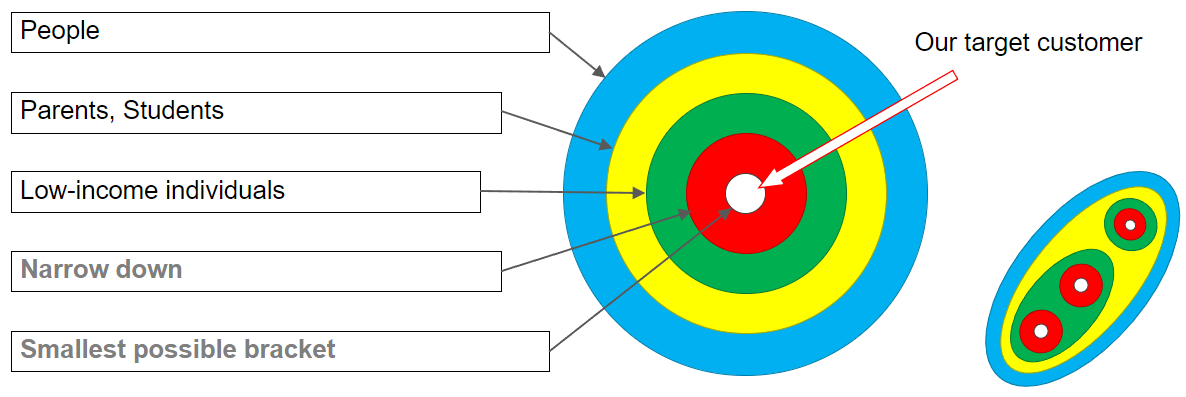 People
Our target customer
Parents, Students
Low-income individuals
Narrow down
Smallest possible bracket